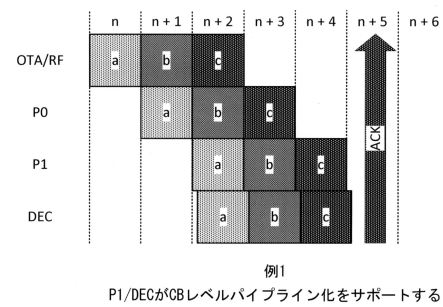 n n + 1 n + 2 n + 3 n + 4 n + 5 n + 6
OTA/RF a b c
P0 a b c
P1 a b c
DEC a b c
ACK
例1
P1/DECがCBレベルパイプライン化をサポートする